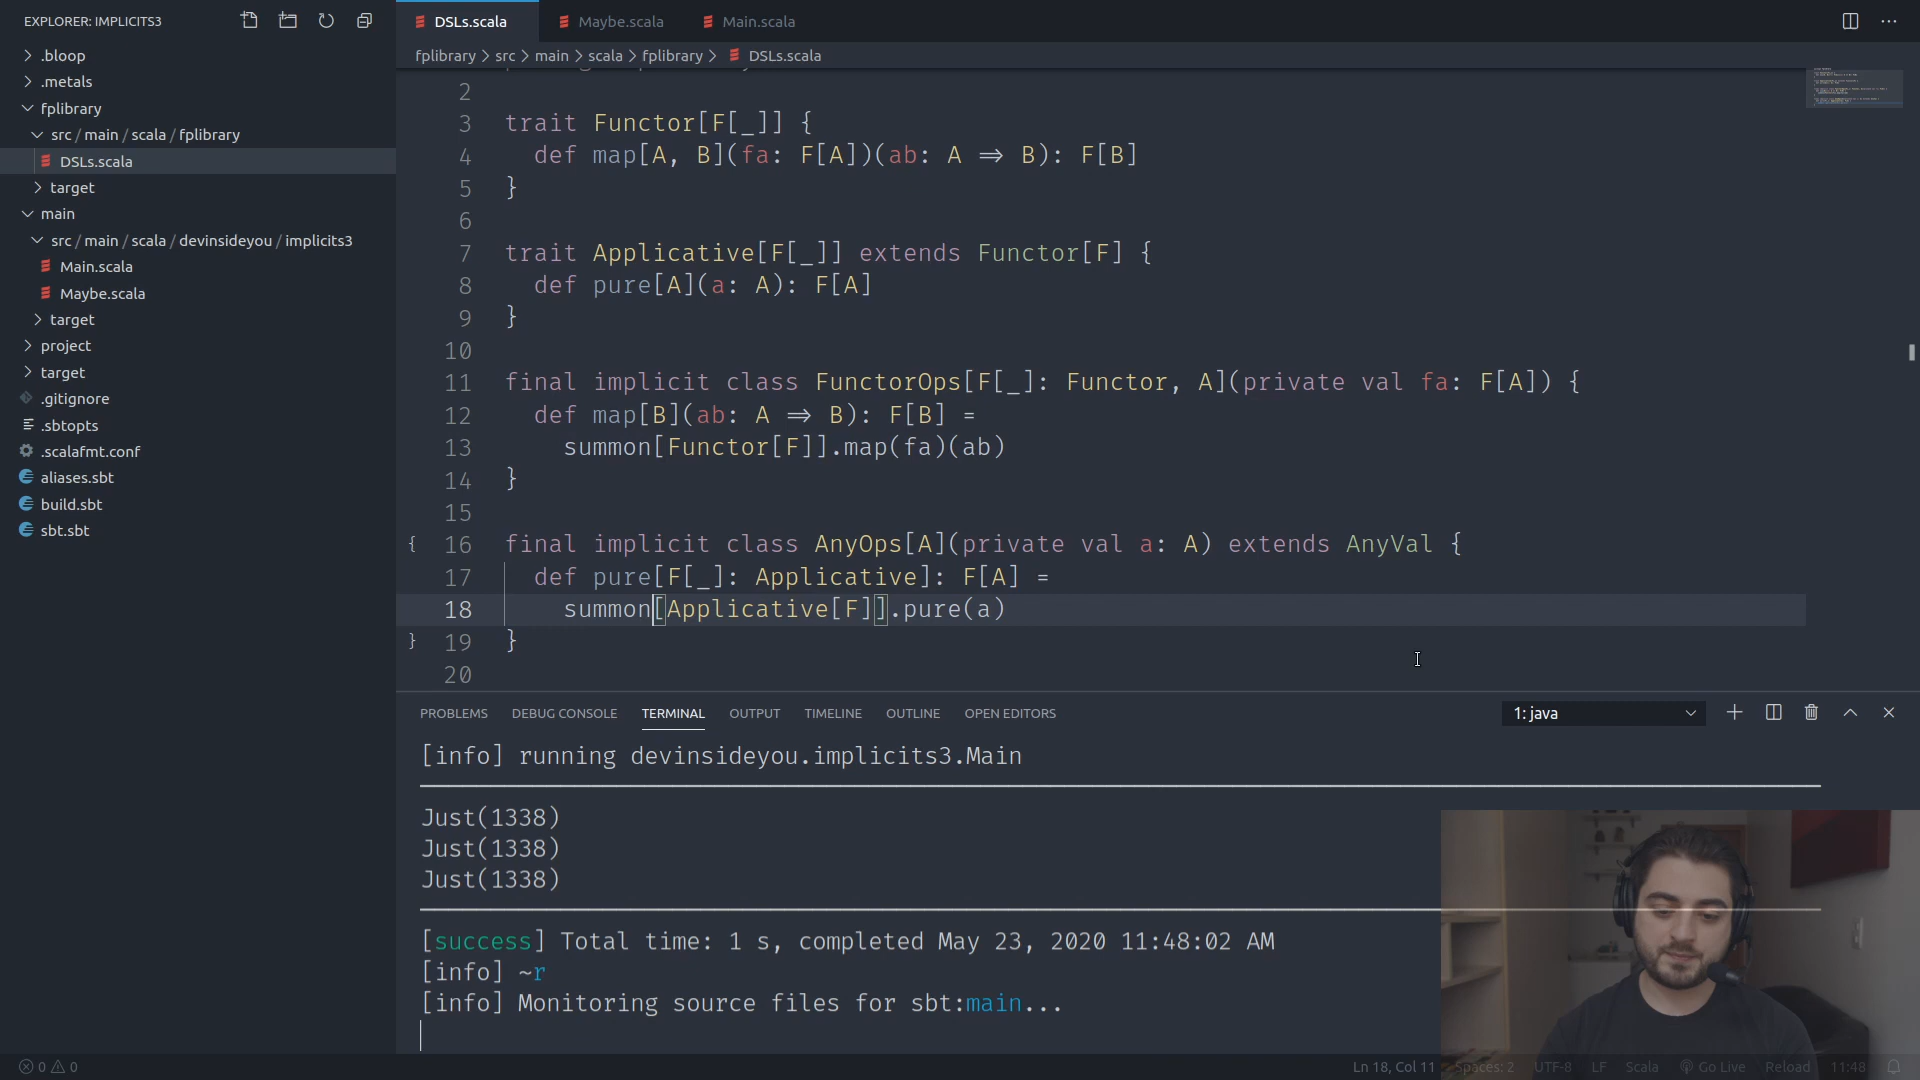 EXPLORER: IMPLICITS3
.bloop
.metals
fplibrary
src / main / scala / fplibrary
DSLs.scala
target
main
src / main / scala / devinsideyou / implicits3
Main.scala
Maybe.scala
target
project
target
.gitignore
.sbtopts
.scalafmt.conf
aliases.sbt
build.sbt
sbt.sbt
DSLs.scala Maybe.scala Main.scala
fplibrary > src > main > scala > fplibrary > DSLs.scala
2
3 trait Functor[F[_]] {
4 def map[A, B](fa: F[A])(ab: A ⇒ B): F[B]
5 }
6
7 trait Applicative[F[_]] extends Functor[F] {
8 def pure[A](a: A): F[A]
9 }
10
11 final implicit class FunctorOps[F[_]: Functor, A](private val fa: F[A]) {
12 def map[B](ab: A ⇒ B): F[B] =
13 summon[Functor[F]].map(fa)(ab)
14 }
15
{ 16 final implicit class AnyOps[A](private val a: A) extends AnyVal {
17 def pure[F[_]: Applicative]: F[A] =
18 summon[Applicative[F]].pure(a)
} 19 }
20
PROBLEMS DEBUG CONSOLE TERMINAL OUTPUT TIMELINE OUTLINE OPEN EDITORS 1: java
[info] running devinsideyou.implicits3.Main
Just(1338)
Just(1338)
Just(1338)
[success] Total time: 1 s, completed May 23, 2020 11:48:02 AM
[info] ~r
[info] Monitoring source files for sbt:main...
0 0 Ln 18, Col 11 Spaces: 2 UTF-8 LF Scala Go Live Reload 11:48